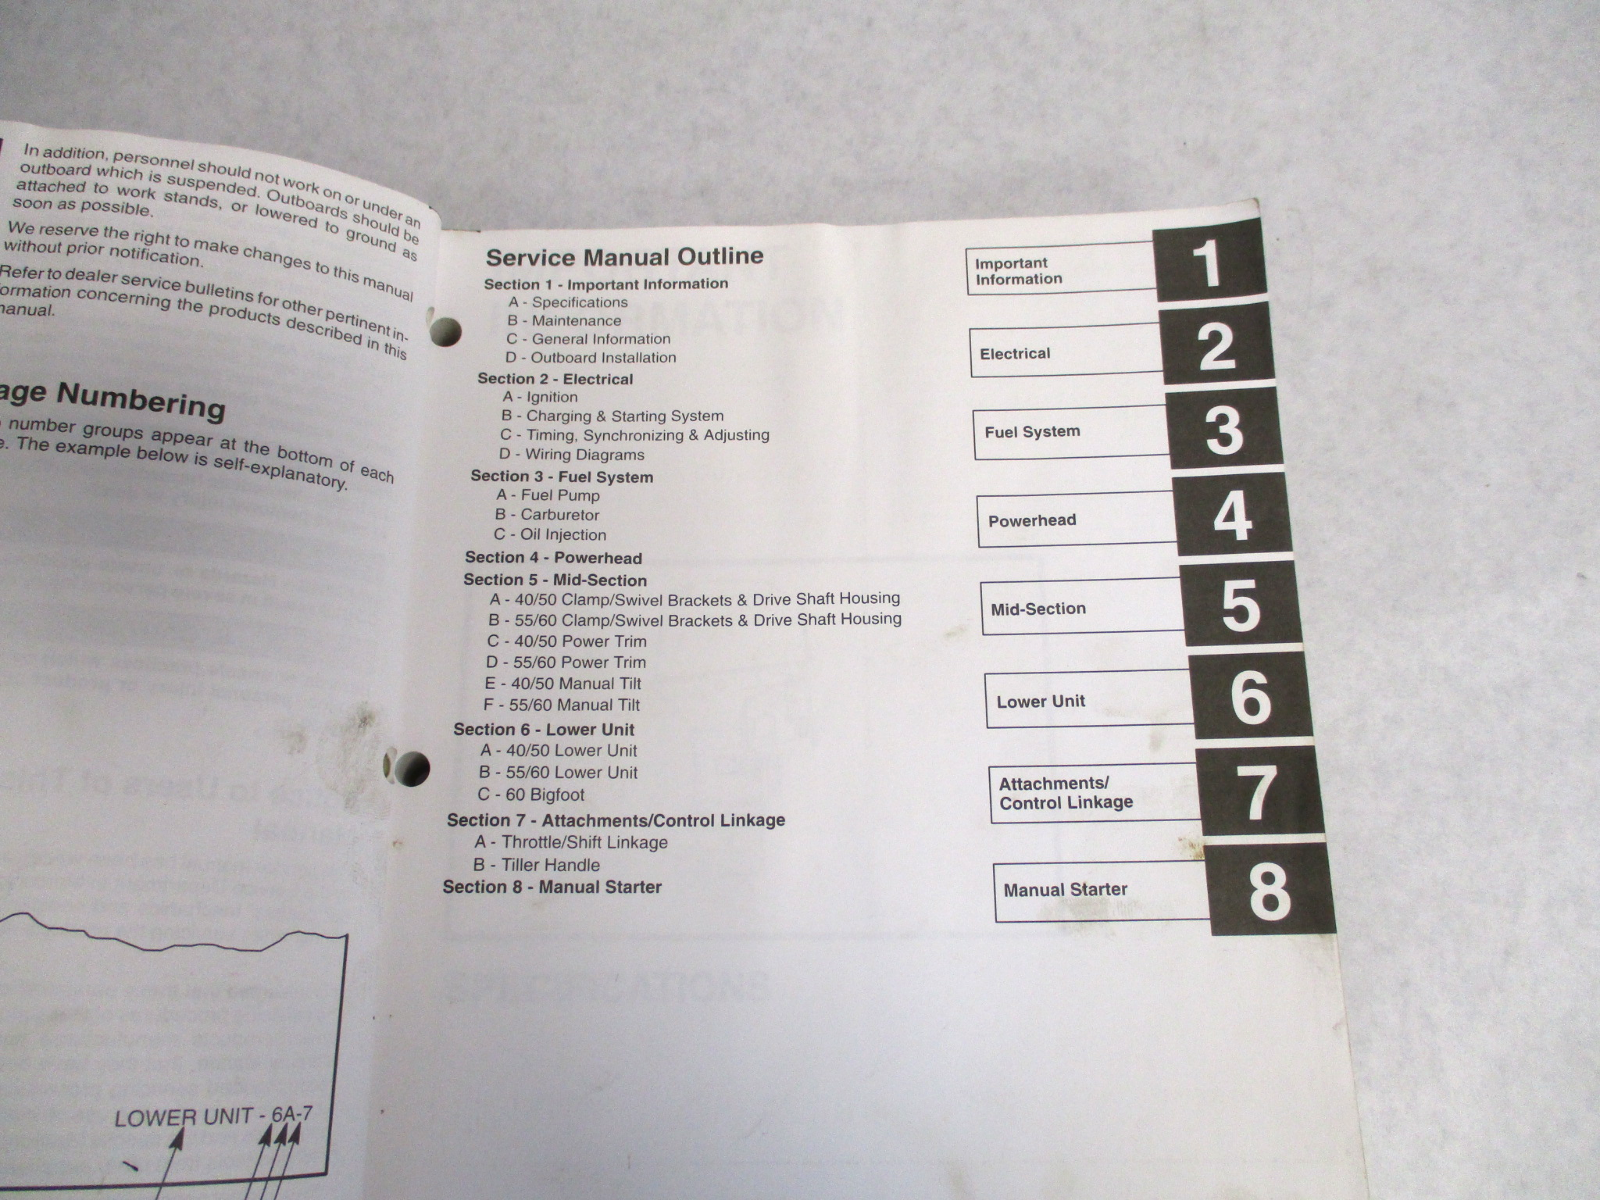 In addition, personnel should not work on or under an
outboard which is suspended. Outboards should be
attached to work stands, or lowered to ground as
soon as possible.
We reserve the right to make changes to this manual
without prior notification.
Refer to dealer service bulletins for other pertinent in-
ormation concerning the products described in this
manual.
age Numbering
number groups appear at the bottom of each
e. The example below is self-explanatory.
LOWER UNIT - 6A-7
Service Manual Outline
Section 1 - Important Information
A - Specifications
B - Maintenance
C - General Information
D - Outboard Installation
Section 2 - Electrical
A - Ignition
B - Charging & Starting System
C - Timing, Synchronizing & Adjusting
D - Wiring Diagrams
Section 3 - Fuel System
A - Fuel Pump
B - Carburetor
C - Oil Injection
Section 4 - Powerhead
Section 5 - Mid-Section
A - 40/50 Clamp/Swivel Brackets & Drive Shaft Housing
B - 55/60 Clamp/Swivel Brackets & Drive Shaft Housing
C - 40/50 Power Trim
D - 55/60 Power Trim
E - 40/50 Manual Tilt
F - 55/60 Manual Tilt
Section 6 - Lower Unit
A - 40/50 Lower Unit
B - 55/60 Lower Unit
C - 60 Bigfoot
Section 7 - Attachments/Control Linkage
A - Throttle/Shift Linkage
B - Tiller Handle
Section 8 - Manual Starter
Important
Information
1
Electrical
2
Fuel System
3
Powerhead
4
Mid-Section
5
Lower Unit
6
Attachments/
Control Linkage
7
Manual Starter
8